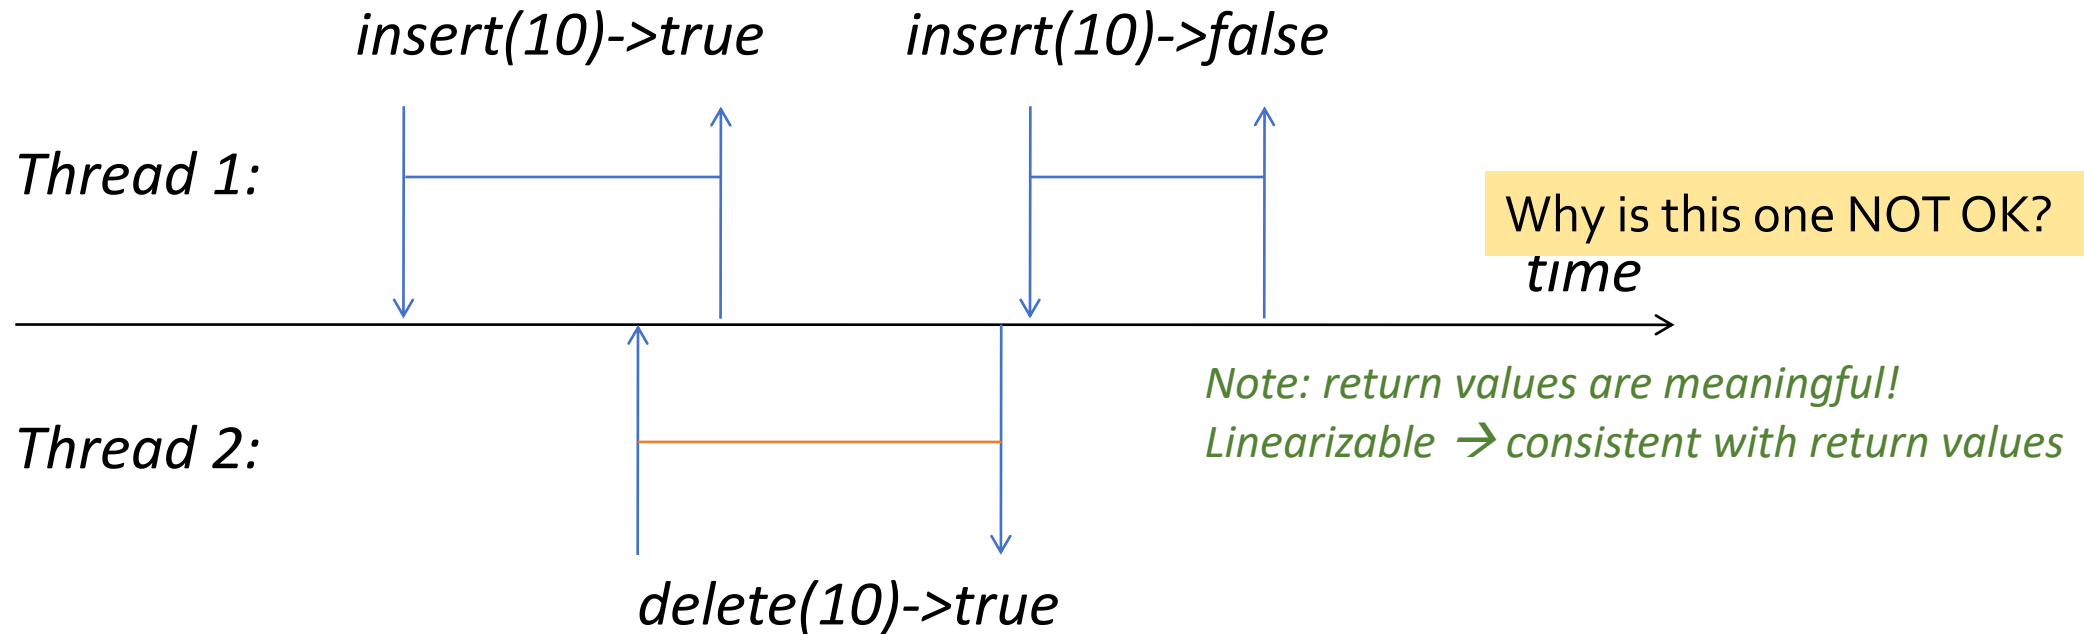 insert(10)->true
insert(10)->false
Thread 1:
Why is this one NOT OK?
time
Note: return values are meaningful!
Linearizable → consistent with return values
Thread 2:
delete(10)->true